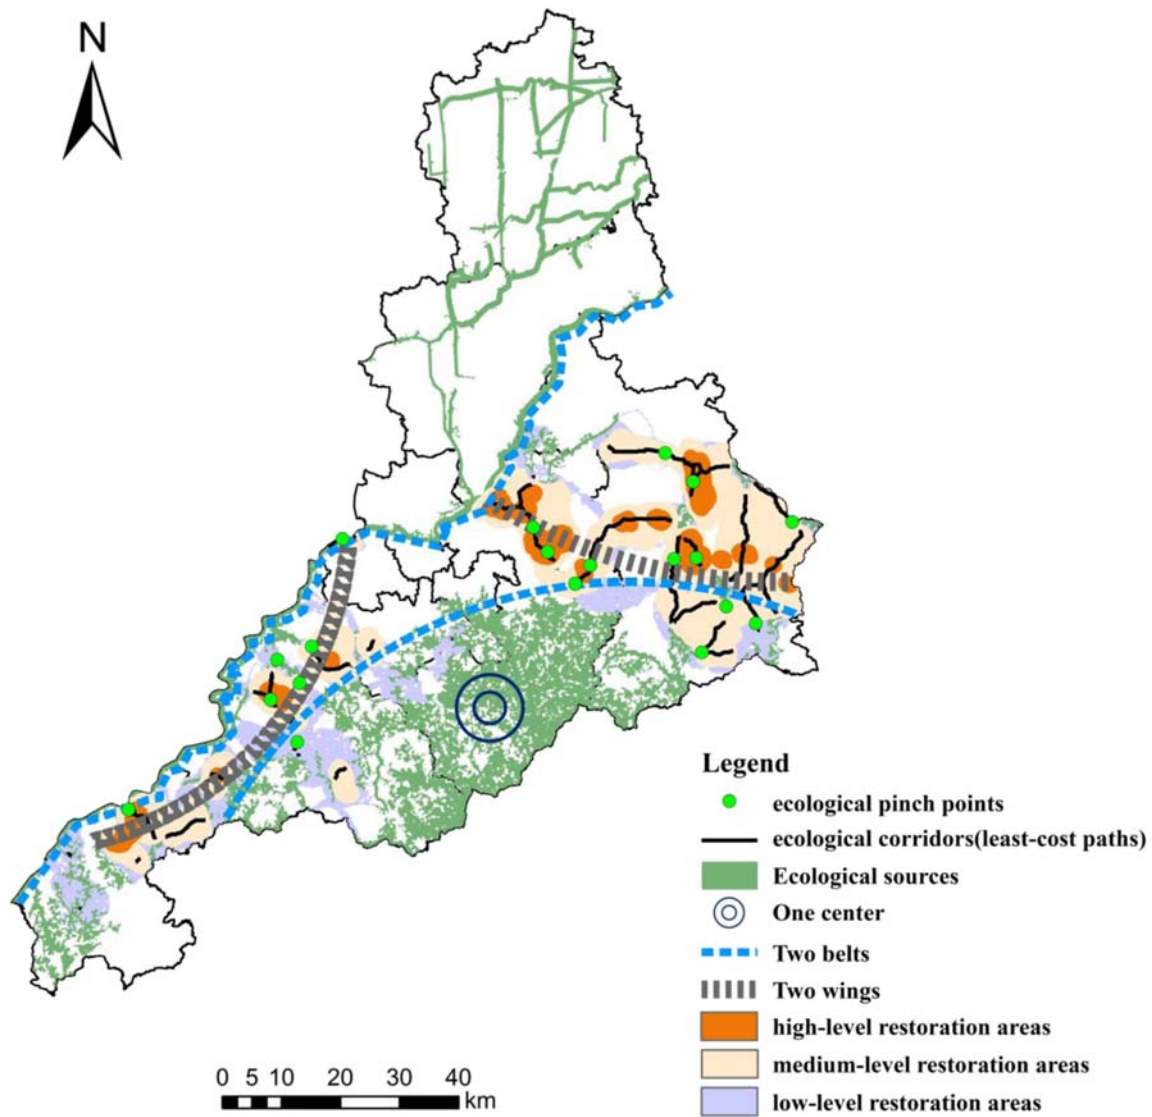 N
Legend
ecological pinch points
ecological corridors(least-cost paths)
Ecological sources
One center
Two belts
Two wings
high-level restoration areas
medium-level restoration areas
low-level restoration areas
0 5 10 20 30 40
km